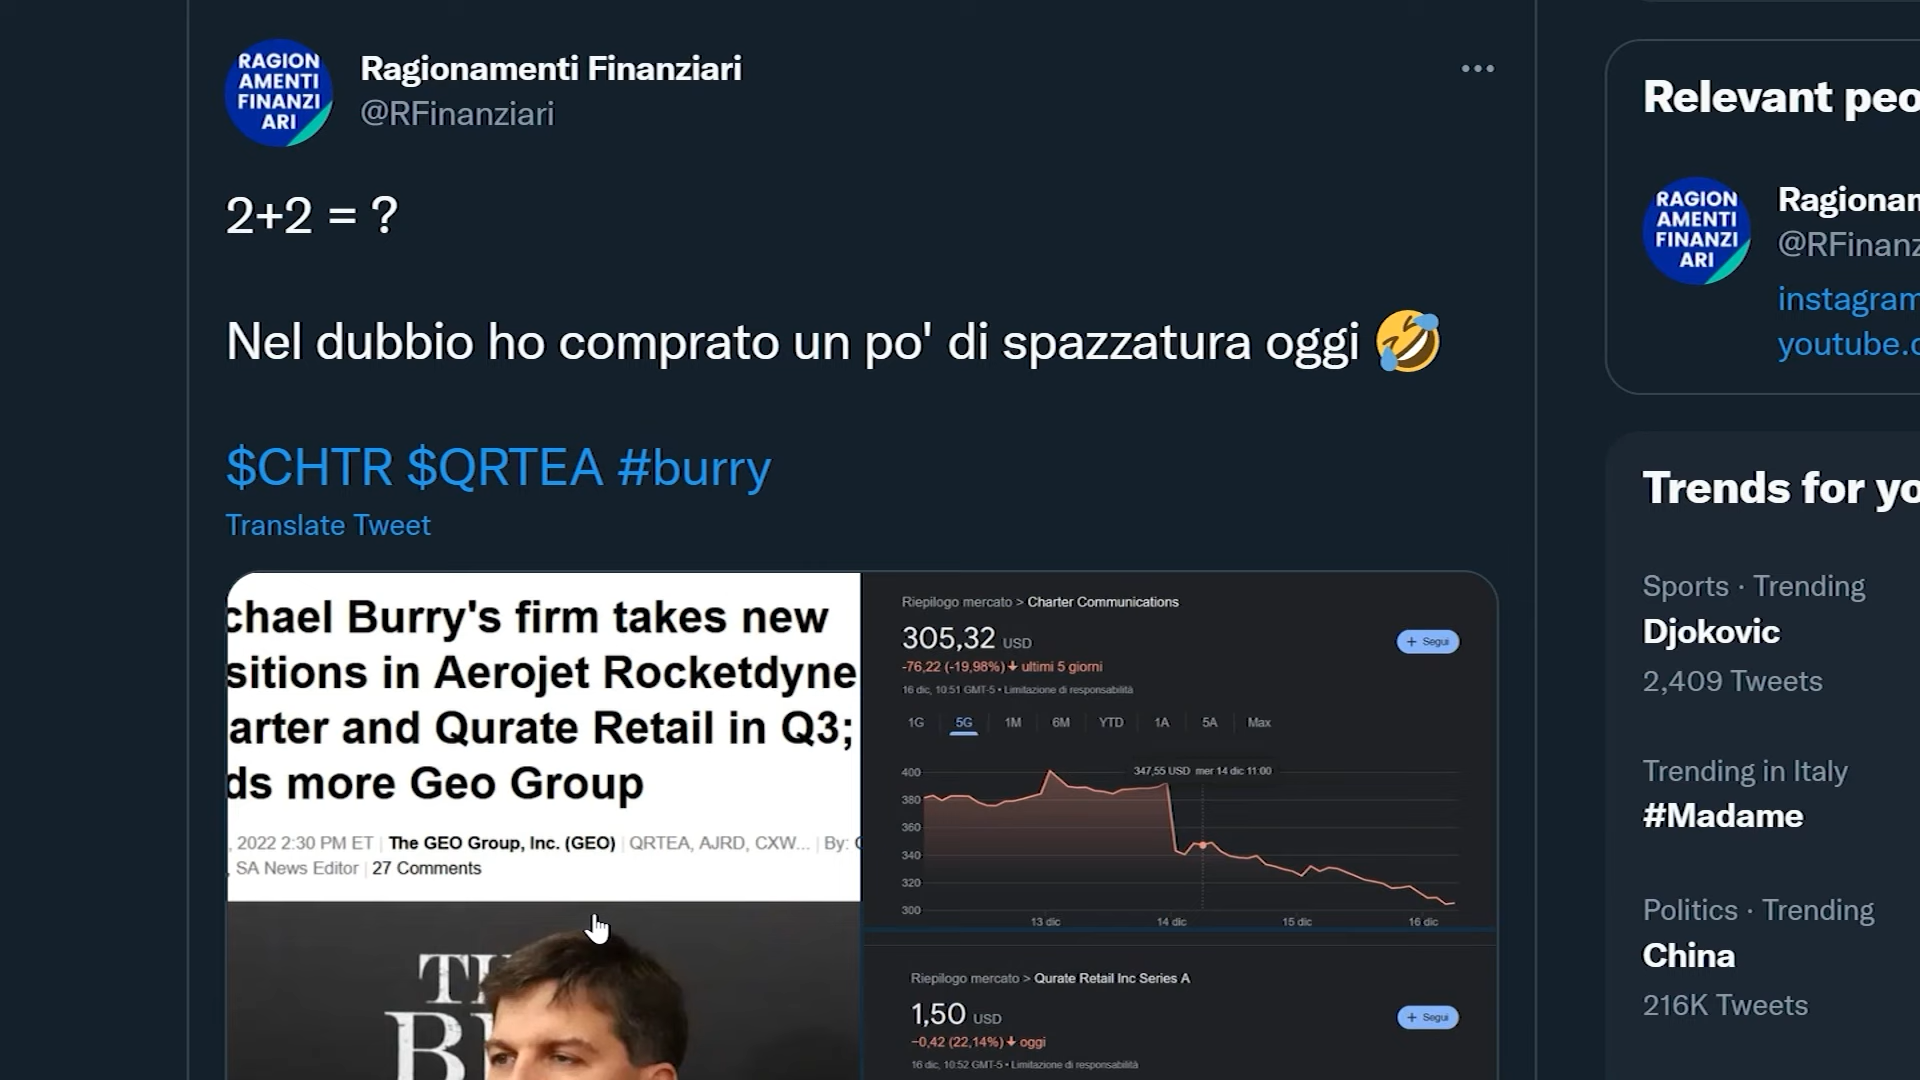 RAGION
AMENTI
FINANZI
ARI
Ragionamenti Finanziari
@RFinanziari
2+2 = ?
Nel dubbio ho comprato un po' di spazzatura oggi 🤣
$CHTR $QRTEA #burry
Translate Tweet
chael Burry's firm takes new
sitions in Aerojet Rocketdyne
arter and Qurate Retail in Q3;
ds more Geo Group
, 2022 2:30 PM ET | The GEO Group, Inc. (GEO) | QRTEA, AJRD, CXW... | By:
, SA News Editor | 27 Comments
TH
BI
Riepilogo mercato > Charter Communications
305,32 USD
+ Segui
-76,22 (-19,98%) ↓ ultimi 5 giorni
16 dic, 10:51 GMT-5 • Limitazione di responsabilità
1G 5G 1M 6M YTD 1A 5A Max
347,55 USD mer 14 dic 11:00
400
380
360
340
320
300
13 dic 14 dic 15 dic 16 dic
Riepilogo mercato > Qurate Retail Inc Series A
1,50 USD
+ Segui
−0,42 (22,14%) ↓ oggi
16 dic, 10:52 GMT-5 • Limitazione di responsabilità
Relevant peo
RAGION
AMENTI
FINANZI
ARI
Ragionam
@RFinanz
instagram
youtube.c
Trends for yo
Sports · Trending
Djokovic
2,409 Tweets
Trending in Italy
#Madame
Politics · Trending
China
216K Tweets